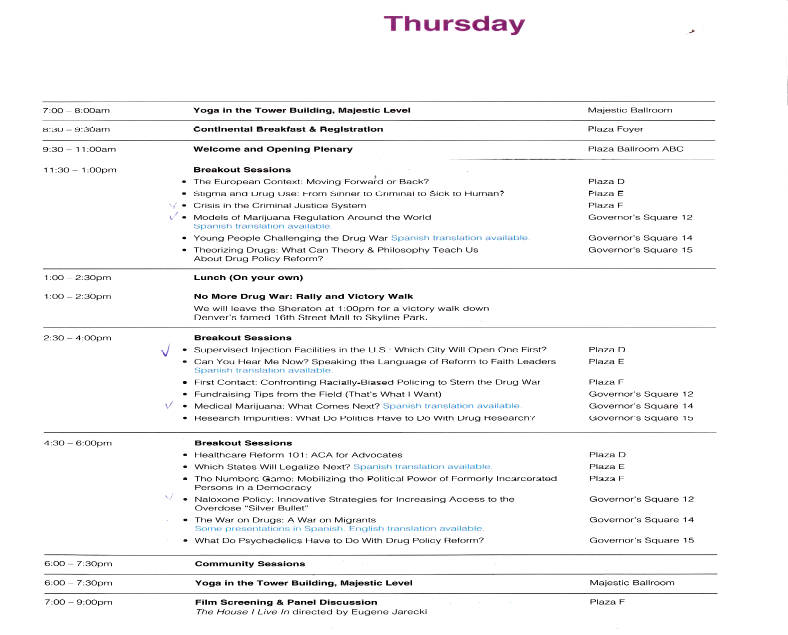 Thursday
7:00 – 8:00am Yoga in the Tower Building, Majestic Level Majestic Ballroom
8:30 – 9:30am Continental Breakfast & Registration Plaza Foyer
9:30 – 11:00am Welcome and Opening Plenary Plaza Ballroom ABC
11:30 – 1:00pm Breakout Sessions
• The European Context: Moving Forward or Back? Plaza D
• Stigma and Drug Use: From Sinner to Criminal to Sick to Human? Plaza E
• Crisis in the Criminal Justice System Plaza F
• Models of Marijuana Regulation Around the World Governor's Square 12
Spanish translation available.
• Young People Challenging the Drug War Spanish translation available. Governor's Square 14
• Theorizing Drugs: What Can Theory & Philosophy Teach Us Governor's Square 15
About Drug Policy Reform?
1:00 – 2:30pm Lunch (On your own)
1:00 – 2:30pm No More Drug War: Rally and Victory Walk
We will leave the Sheraton at 1:00pm for a victory walk down
Denver's famed 16th Street Mall to Skyline Park.
2:30 – 4:00pm Breakout Sessions
• Supervised Injection Facilities in the U.S.: Which City Will Open One First? Plaza D
• Can You Hear Me Now? Speaking the Language of Reform to Faith Leaders Plaza E
Spanish translation available.
• First Contact: Confronting Racially-Biased Policing to Stem the Drug War Plaza F
• Fundraising Tips from the Field (That's What I Want) Governor's Square 12
• Medical Marijuana: What Comes Next? Spanish translation available. Governor's Square 14
• Research Impurities: What Do Politics Have to Do With Drug Research? Governor's Square 15
4:30 – 6:00pm Breakout Sessions
• Healthcare Reform 101: ACA for Advocates Plaza D
• Which States Will Legalize Next? Spanish translation available. Plaza E
• The Numbers Game: Mobilizing the Political Power of Formerly Incarcerated Plaza F
Persons in a Democracy
• Naloxone Policy: Innovative Strategies for Increasing Access to the Governor's Square 12
Overdose "Silver Bullet"
• The War on Drugs: A War on Migrants Governor's Square 14
Some presentations in Spanish. English translation available.
• What Do Psychedelics Have to Do With Drug Policy Reform? Governor's Square 15
6:00 – 7:30pm Community Sessions
6:00 – 7:30pm Yoga in the Tower Building, Majestic Level Majestic Ballroom
7:00 – 9:00pm Film Screening & Panel Discussion Plaza F
The House I Live In directed by Eugene Jarecki